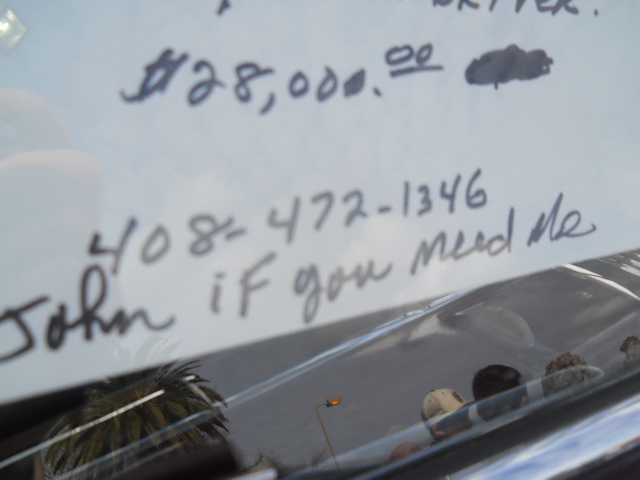 $28,000.00
408-472-1346
John if you need Me